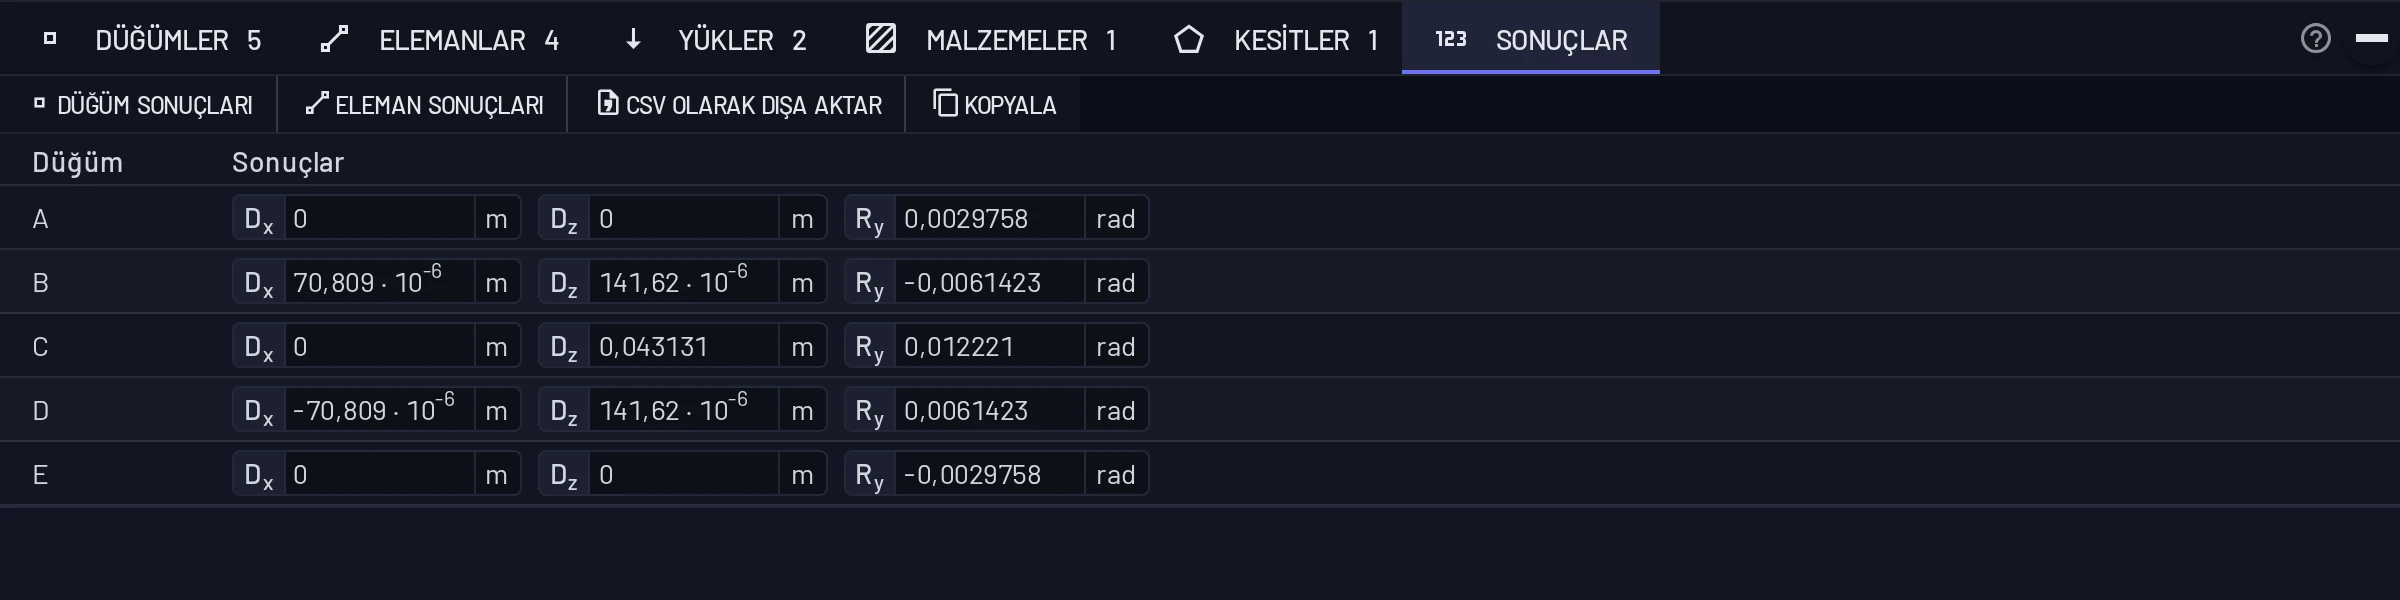 DÜĞÜMLER 5 ELEMANLAR 4 YÜKLER 2 MALZEMELER 1 KESİTLER 1 123 SONUÇLAR ?
DÜĞÜM SONUÇLARI ELEMAN SONUÇLARI CSV OLARAK DIŞA AKTAR KOPYALA
Düğüm Sonuçlar
A Dx 0 m Dz 0 m Ry 0,0029758 rad
B Dx 70,809 · 10⁻⁶ m Dz 141,62 · 10⁻⁶ m Ry -0,0061423 rad
C Dx 0 m Dz 0,043131 m Ry 0,012221 rad
D Dx -70,809 · 10⁻⁶ m Dz 141,62 · 10⁻⁶ m Ry 0,0061423 rad
E Dx 0 m Dz 0 m Ry -0,0029758 rad